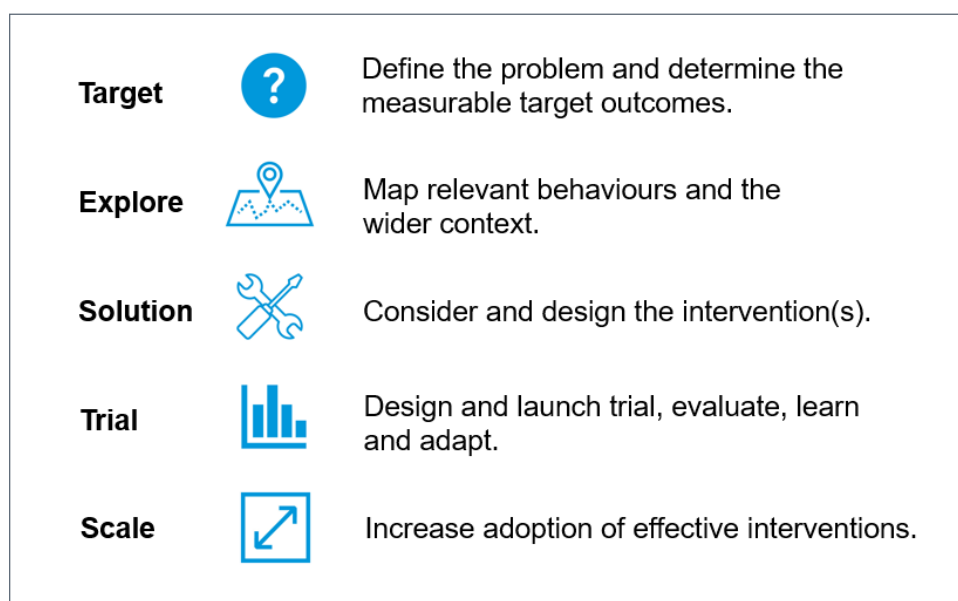 Target
?
Define the problem and determine the
measurable target outcomes.
Explore
Map relevant behaviours and the
wider context.
Solution
Consider and design the intervention(s).
Trial
Design and launch trial, evaluate, learn
and adapt.
Scale
Increase adoption of effective interventions.